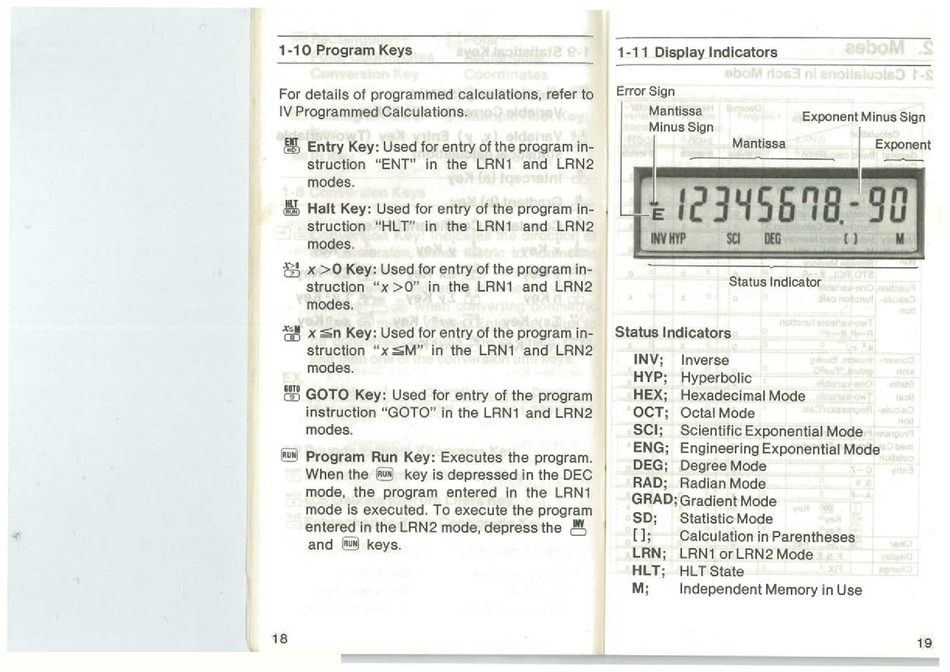 1-10 Program Keys
For details of programmed calculations, refer to
IV Programmed Calculations.
ENT Entry Key: Used for entry of the program in-
struction "ENT" in the LRN1 and LRN2
modes.
HLT Halt Key: Used for entry of the program in-
RUN struction "HLT" in the LRN1 and LRN2
modes.
x>0 x >0 Key: Used for entry of the program in-
struction "x >0" in the LRN1 and LRN2
modes.
x≦M x ≦n Key: Used for entry of the program in-
struction "x ≦M" in the LRN1 and LRN2
modes.
GOTO GOTO Key: Used for entry of the program
instruction "GOTO" in the LRN1 and LRN2
modes.
RUN Program Run Key: Executes the program.
When the RUN key is depressed in the DEC
mode, the program entered in the LRN1
mode is executed. To execute the program
entered in the LRN2 mode, depress the INV
and RUN keys.
18
1-11 Display Indicators
Error Sign
Mantissa
Minus Sign
Exponent Minus Sign
Mantissa
Exponent
-E 12345678.-90
INV HYP SCI DEG [ ] M
Status Indicator
Status Indicators
INV; Inverse
HYP; Hyperbolic
HEX; Hexadecimal Mode
OCT; Octal Mode
SCI; Scientific Exponential Mode
ENG; Engineering Exponential Mode
DEG; Degree Mode
RAD; Radian Mode
GRAD; Gradient Mode
SD; Statistic Mode
[ ]; Calculation in Parentheses
LRN; LRN1 or LRN2 Mode
HLT; HLT State
M; Independent Memory in Use
19